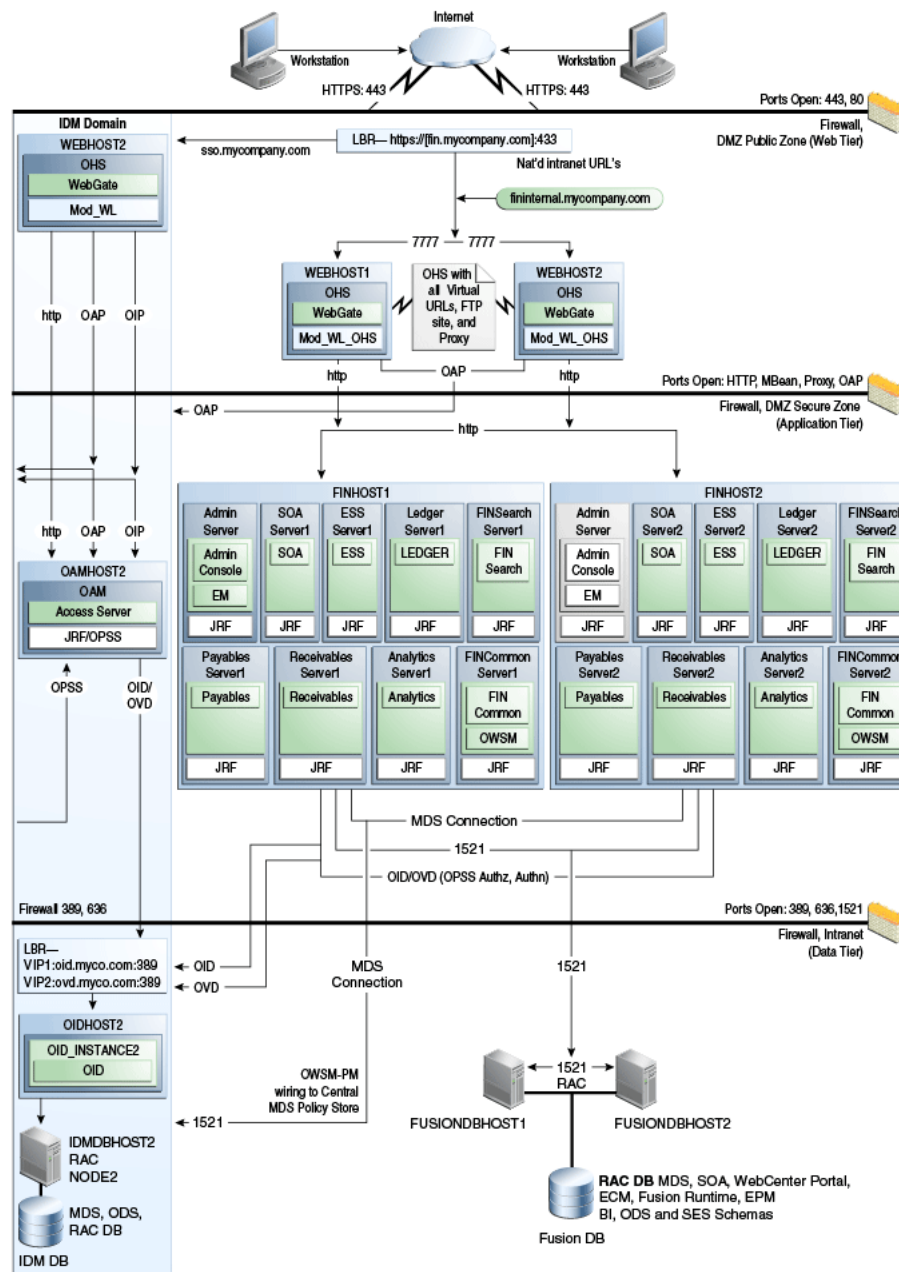 Internet
Workstation
Workstation
HTTPS: 443
HTTPS: 443
Ports Open: 443, 80
Firewall,
DMZ Public Zone (Web Tier)
IDM Domain
WEBHOST2
OHS
WebGate
Mod_WL
sso.mycompany.com
LBR— https://[fin.mycompany.com]:433
Nat'd intranet URL's
fininternal.mycompany.com
7777
7777
WEBHOST1
OHS
WebGate
Mod_WL_OHS
OHS with
all Virtual
URLs, FTP
site, and
Proxy
WEBHOST2
OHS
WebGate
Mod_WL_OHS
http
OAP
OIP
http
OAP
http
Ports Open: HTTP, MBean, Proxy, OAP
Firewall, DMZ Secure Zone
(Application Tier)
OAP
http
http
OAP
OIP
OAMHOST2
OAM
Access Server
JRF/OPSS
OPSS
OID/
OVD
FINHOST1
Admin
Server
Admin
Console
EM
JRF
SOA
Server1
SOA
JRF
ESS
Server1
ESS
JRF
Ledger
Server1
LEDGER
JRF
FINSearch
Server1
FIN
Search
JRF
Payables
Server1
Payables
JRF
Receivables
Server1
Receivables
JRF
Analytics
Server1
Analytics
JRF
FINCommon
Server1
FIN
Common
OWSM
JRF
FINHOST2
Admin
Server
Admin
Console
EM
JRF
SOA
Server2
SOA
JRF
ESS
Server2
ESS
JRF
Ledger
Server2
LEDGER
JRF
FINSearch
Server2
FIN
Search
JRF
Payables
Server2
Payables
JRF
Receivables
Server2
Receivables
JRF
Analytics
Server2
Analytics
JRF
FINCommon
Server2
FIN
Common
OWSM
JRF
MDS Connection
1521
OID/OVD (OPSS Authz, Authn)
Firewall 389, 636
Ports Open: 389, 636,1521
Firewall, Intranet
(Data Tier)
LBR—
VIP1:oid.myco.com:389
VIP2:ovd.myco.com:389
OID
OVD
MDS
Connection
1521
OIDHOST2
OID_INSTANCE2
OID
OWSM-PM
wiring to Central
MDS Policy Store
1521
1521
RAC
FUSIONDBHOST1
FUSIONDBHOST2
IDMDBHOST2
RAC
NODE2
MDS, ODS,
RAC DB
IDM DB
RAC DB MDS, SOA, WebCenter Portal,
ECM, Fusion Runtime, EPM
BI, ODS and SES Schemas
Fusion DB